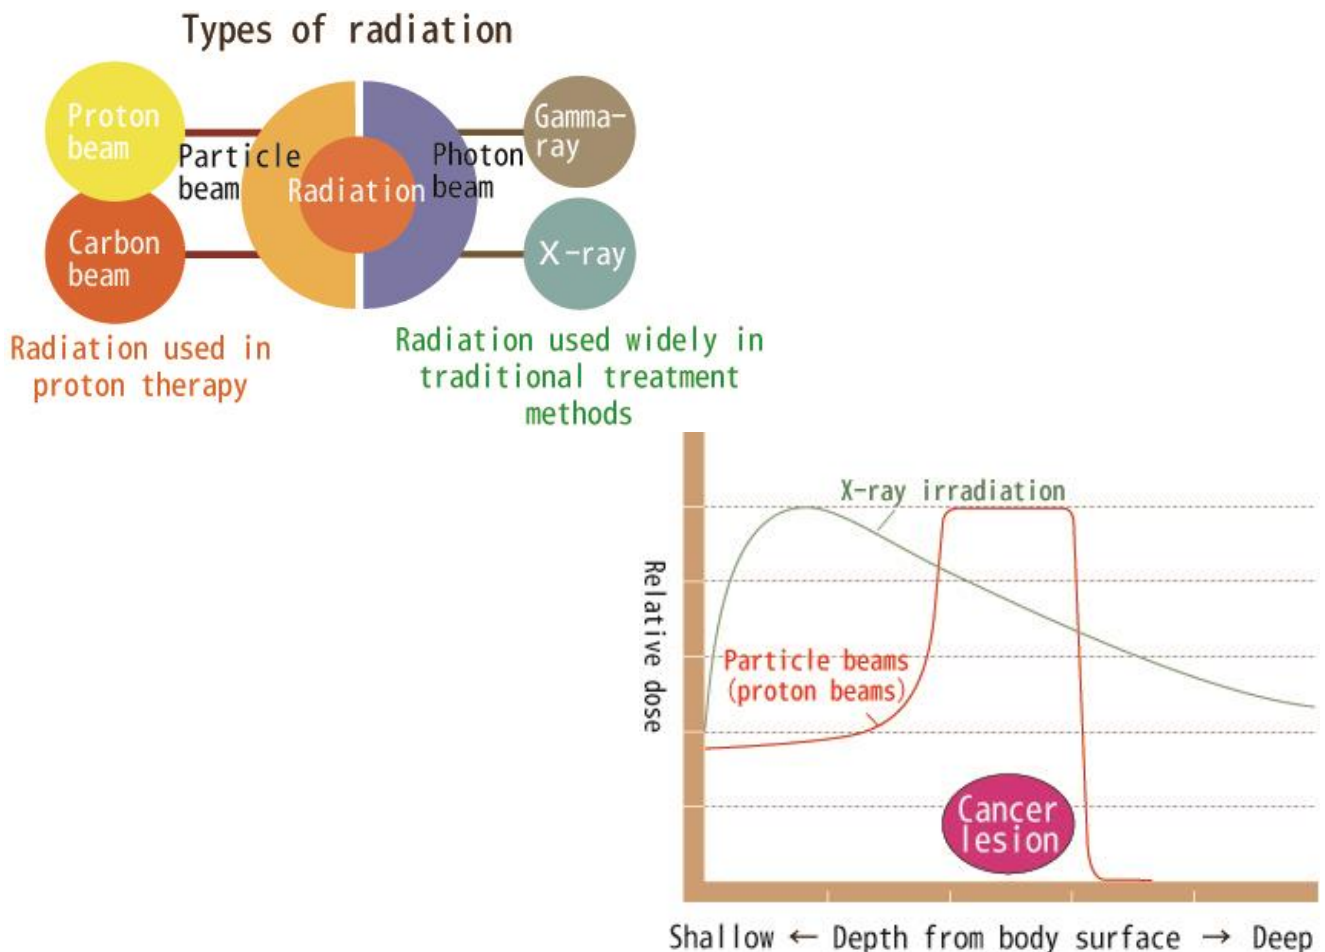 Types of radiation
Proton
beam
Particle
beam
Carbon
beam
Radiation
Photon
beam
Gamma-
ray
X-ray
Radiation used in
proton therapy
Radiation used widely in
traditional treatment
methods
X-ray irradiation
Relative dose
Particle beams
(proton beams)
Cancer
lesion
Shallow ← Depth from body surface → Deep